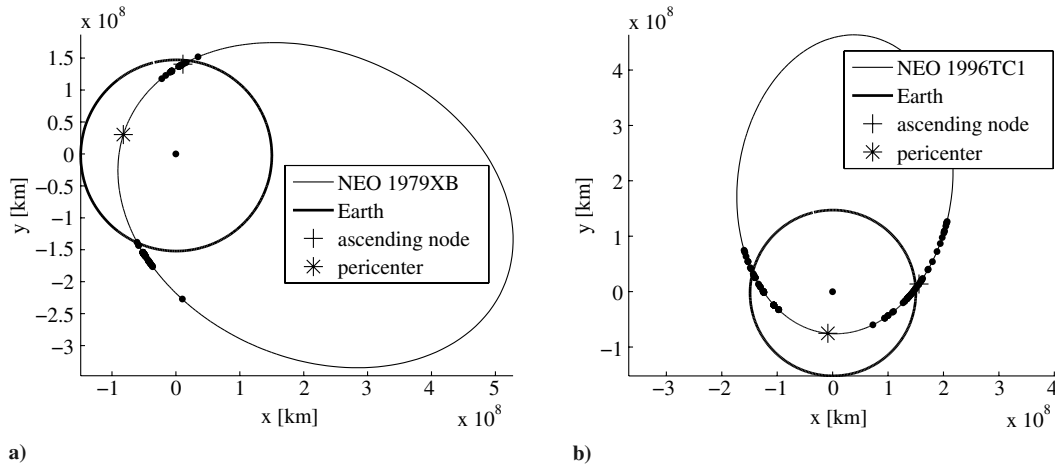 x 10^8
1.5
1
0.5
0
−0.5
−1
−1.5
−2
−2.5
−3
y [km]
NEO 1979XB
Earth
ascending node
pericenter
−1 0 1 2 3 4 5
x [km] x 10^8
a)
x 10^8
4
3
2
1
0
−1
y [km]
NEO 1996TC1
Earth
ascending node
pericenter
−3 −2 −1 0 1 2 3 4
x [km] x 10^8
b)